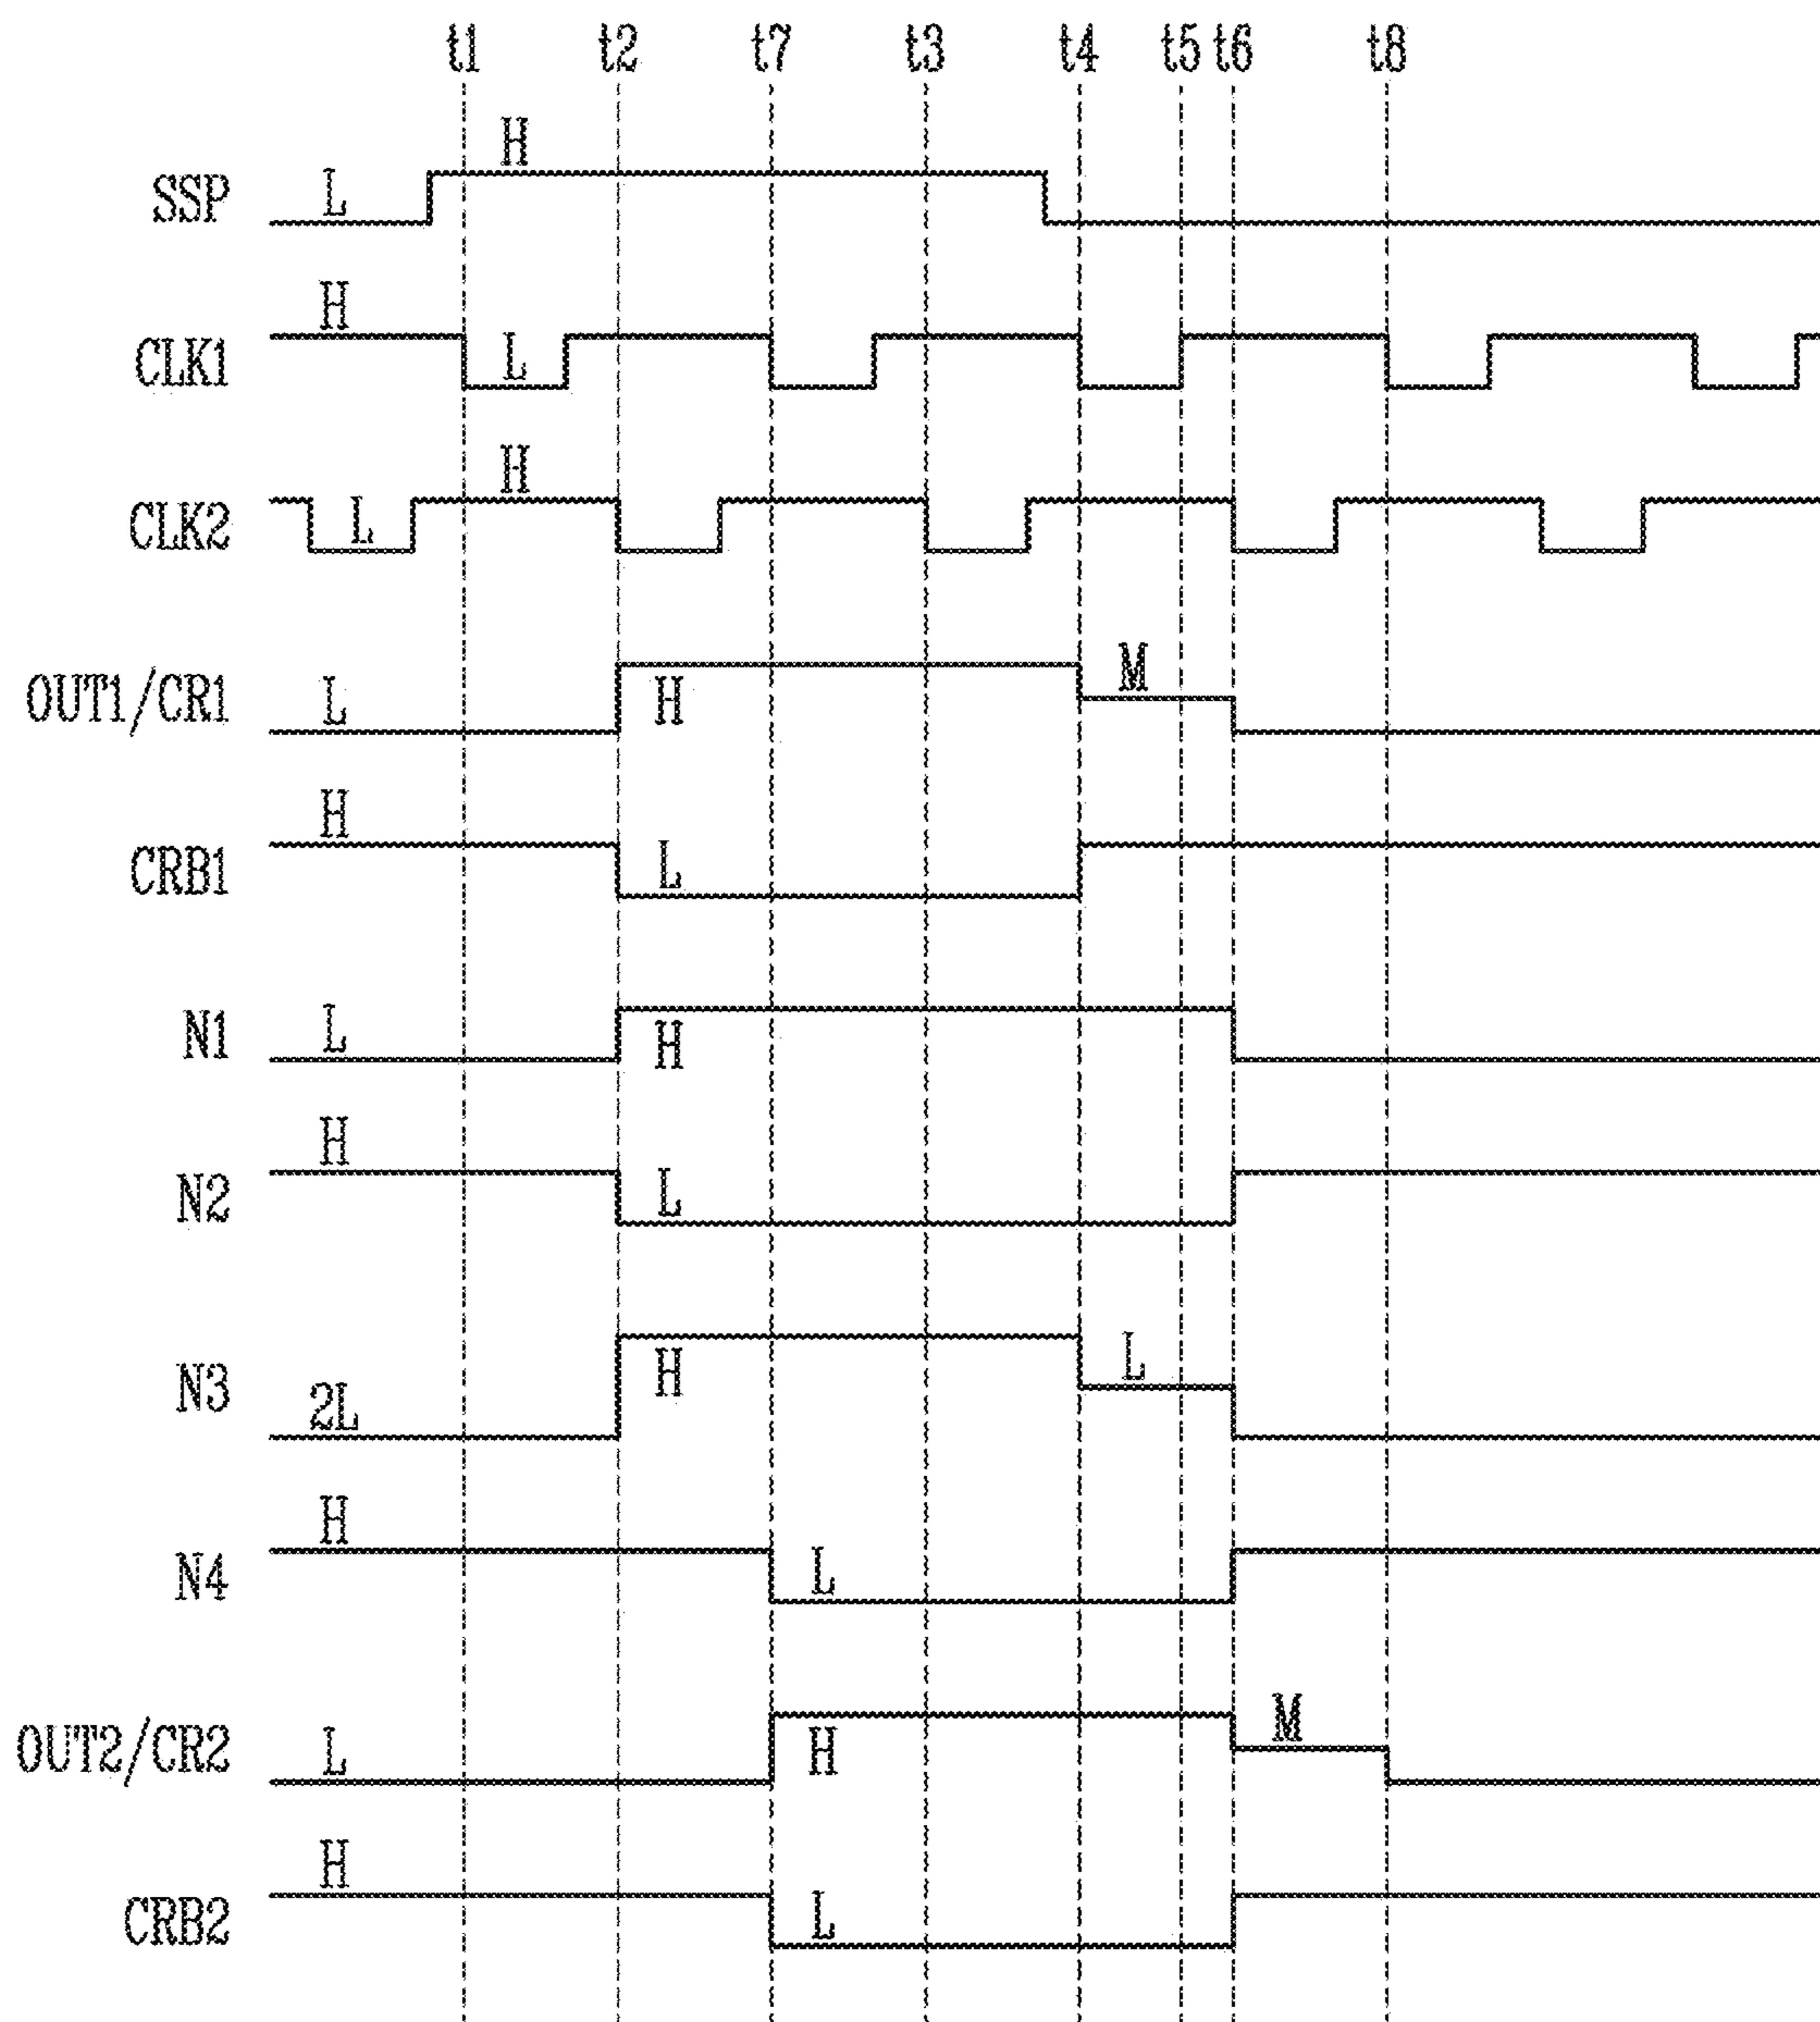 t1 t2 t7 t3 t4 t5 t6 t8
SSP L H
CLK1 H L
CLK2 L H
OUT1/CR1 L H M
CRB1 H L
N1 L H
N2 H L
N3 2L H L
N4 H L
OUT2/CR2 L H M
CRB2 H L